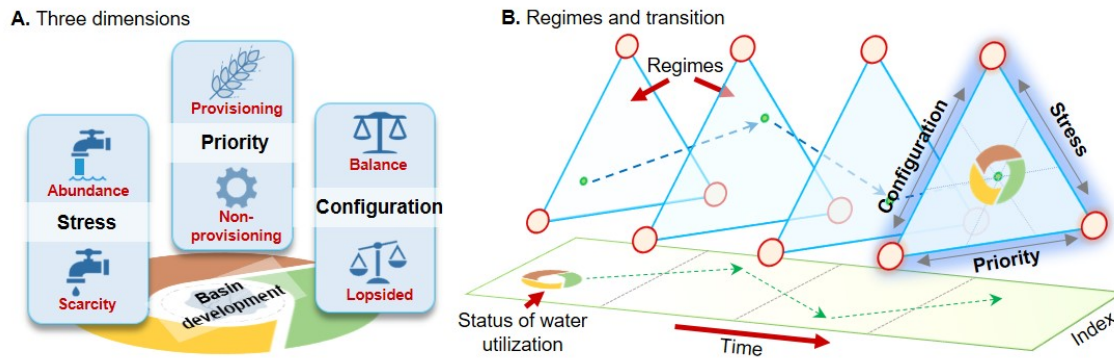 A. Three dimensions
Provisioning
Priority
Non-
provisioning
Abundance
Stress
Scarcity
Balance
Configuration
Lopsided
Basin
development
B. Regimes and transition
Regimes
Configuration
Stress
Priority
Status of water
utilization
Time
Index